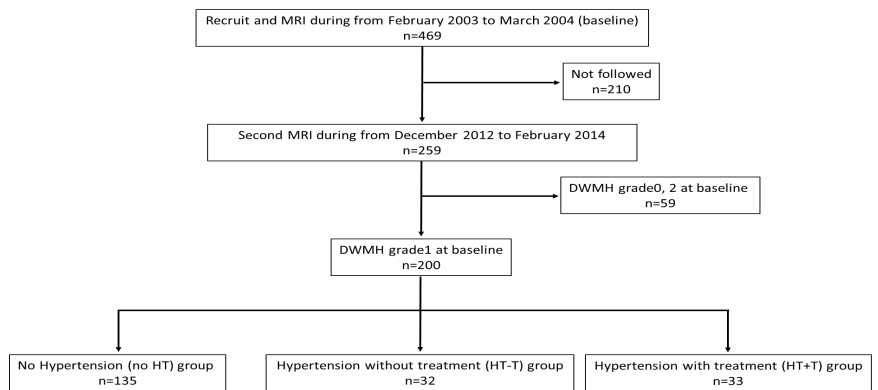 Recruit and MRI during from February 2003 to March 2004 (baseline)
n=469
Not followed
n=210
Second MRI during from December 2012 to February 2014
n=259
DWMH grade0, 2 at baseline
n=59
DWMH grade1 at baseline
n=200
No Hypertension (no HT) group
n=135
Hypertension without treatment (HT-T) group
n=32
Hypertension with treatment (HT+T) group
n=33